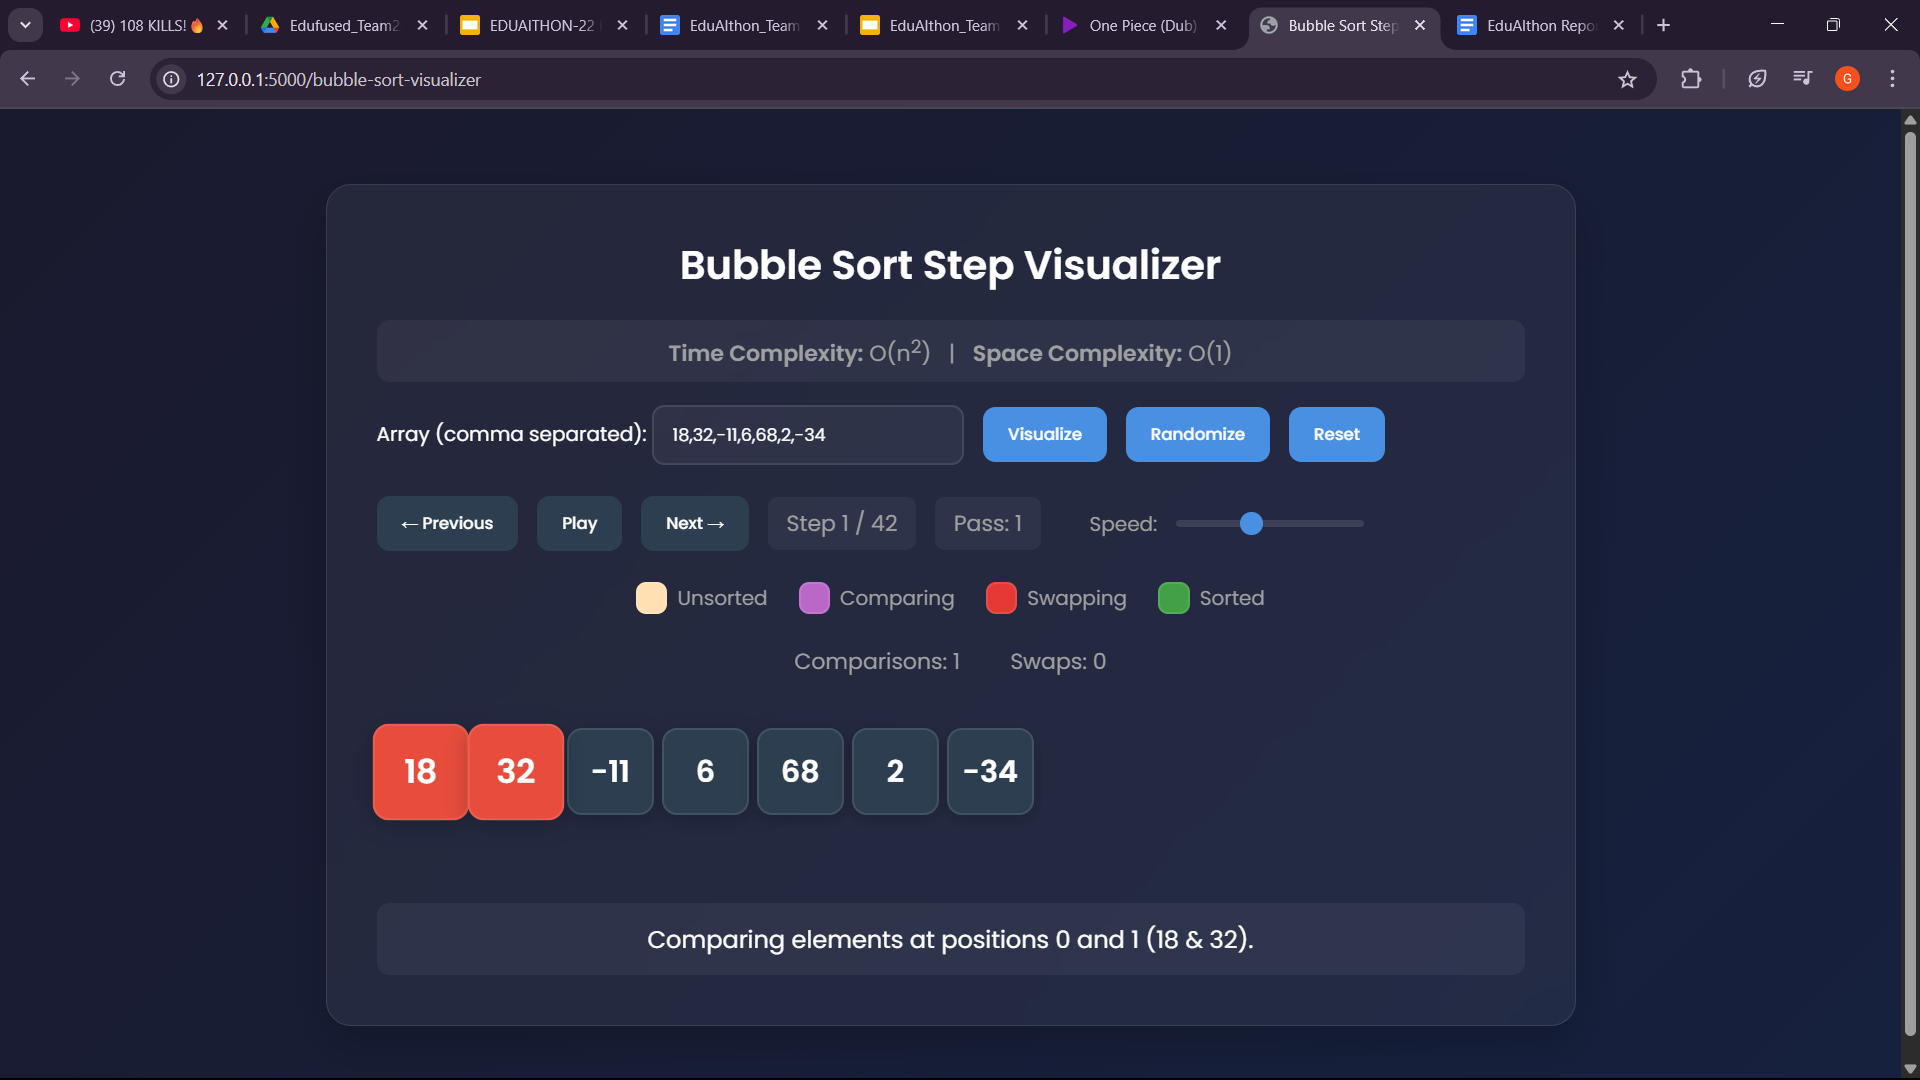 (39) 108 KILLS!🔥
Edufused_Team2
EDUAITHON-22
EduAIthon_Team
EduAIthon_Team
One Piece (Dub)
Bubble Sort Step
EduAIthon Repo
127.0.0.1:5000/bubble-sort-visualizer
G
Bubble Sort Step Visualizer
Time Complexity: O(n²) | Space Complexity: O(1)
Array (comma separated): 18,32,-11,6,68,2,-34 Visualize Randomize Reset
← Previous Play Next → Step 1 / 42 Pass: 1 Speed:
Unsorted Comparing Swapping Sorted
Comparisons: 1 Swaps: 0
18 32 -11 6 68 2 -34
Comparing elements at positions 0 and 1 (18 & 32).